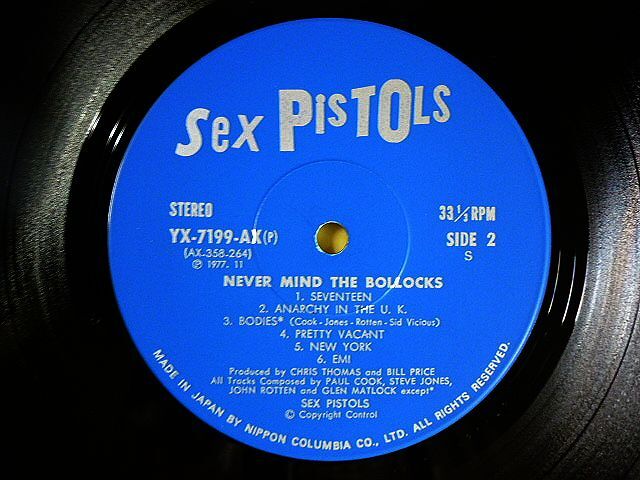 Sex PisTOLs
STEREO
33 1/3 RPM
YX-7199-AX(P)
SIDE 2
(AX-358-264)
S
℗ 1977. 11
NEVER MIND THE BOLLOCKS
1. SEVENTEEN
2. ANARCHY IN THE U. K.
3. BODIES* (Cook-Jones-Rotten-Sid Vicious)
4. PRETTY VACANT
5. NEW YORK
6. EMI
Produced by CHRIS THOMAS and BILL PRICE
All Tracks Composed by PAUL COOK, STEVE JONES,
JOHN ROTTEN and GLEN MATLOCK except*
SEX PISTOLS
© Copyright Control
MADE IN JAPAN BY NIPPON COLUMBIA CO., LTD. ALL RIGHTS RESERVED.